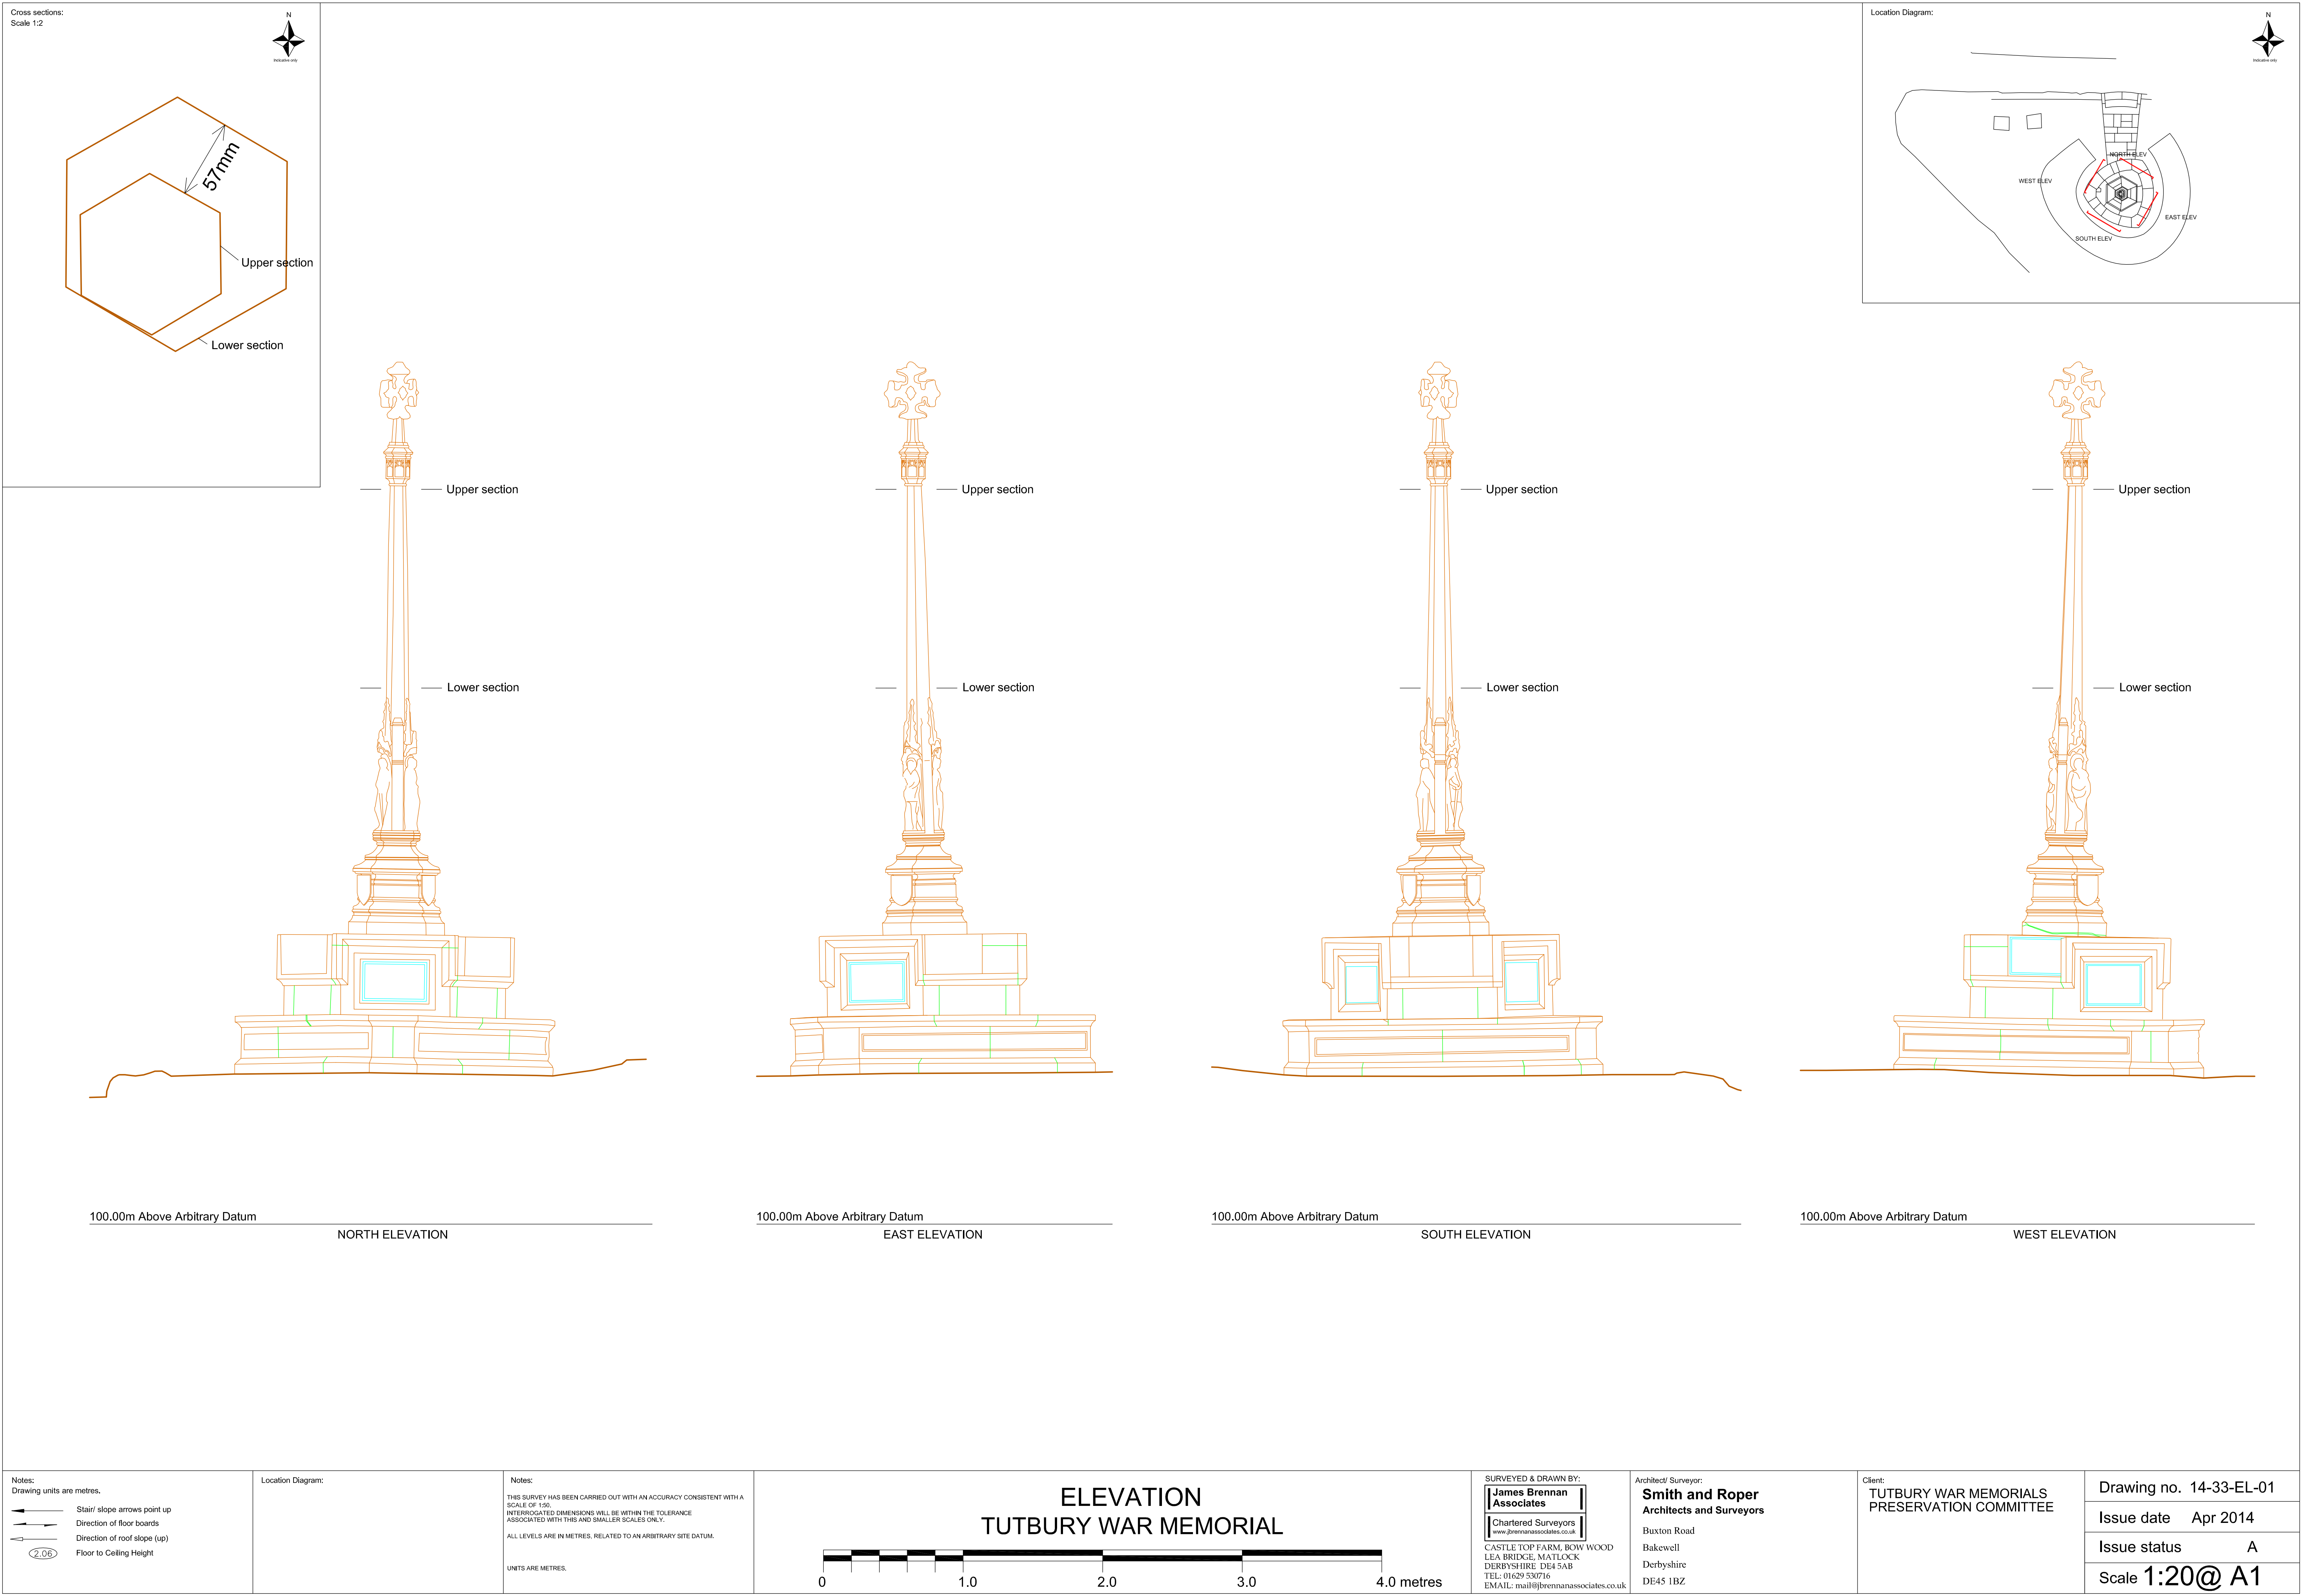 Cross sections:
Scale 1:2
N
Indicative only
57mm
Upper section
Lower section
Location Diagram:
N
Indicative only
NORTH ELEV
WEST ELEV
EAST ELEV
SOUTH ELEV
Upper section
Upper section
Upper section
Upper section
Lower section
Lower section
Lower section
Lower section
100.00m Above Arbitrary Datum
NORTH ELEVATION
100.00m Above Arbitrary Datum
EAST ELEVATION
100.00m Above Arbitrary Datum
SOUTH ELEVATION
100.00m Above Arbitrary Datum
WEST ELEVATION
Notes:
Drawing units are metres.
Stair/ slope arrows point up
Direction of floor boards
Direction of roof slope (up)
2.06 Floor to Ceiling Height
Location Diagram:
Notes:
THIS SURVEY HAS BEEN CARRIED OUT WITH AN ACCURACY CONSISTENT WITH A
SCALE OF 1:50.
INTERROGATED DIMENSIONS WILL BE WITHIN THE TOLERANCE
ASSOCIATED WITH THIS AND SMALLER SCALES ONLY.
ALL LEVELS ARE IN METRES, RELATED TO AN ARBITRARY SITE DATUM.
UNITS ARE METRES.
ELEVATION
TUTBURY WAR MEMORIAL
0 1.0 2.0 3.0 4.0 metres
SURVEYED & DRAWN BY:
James Brennan
Associates
Chartered Surveyors
www.jbrennanassociates.co.uk
CASTLE TOP FARM, BOW WOOD
LEA BRIDGE, MATLOCK
DERBYSHIRE DE4 5AB
TEL: 01629 530716
EMAIL: mail@jbrennanassociates.co.uk
Architect/ Surveyor:
Smith and Roper
Architects and Surveyors
Buxton Road
Bakewell
Derbyshire
DE45 1BZ
Client:
TUTBURY WAR MEMORIALS
PRESERVATION COMMITTEE
Drawing no. 14-33-EL-01
Issue date Apr 2014
Issue status A
Scale 1:20@ A1